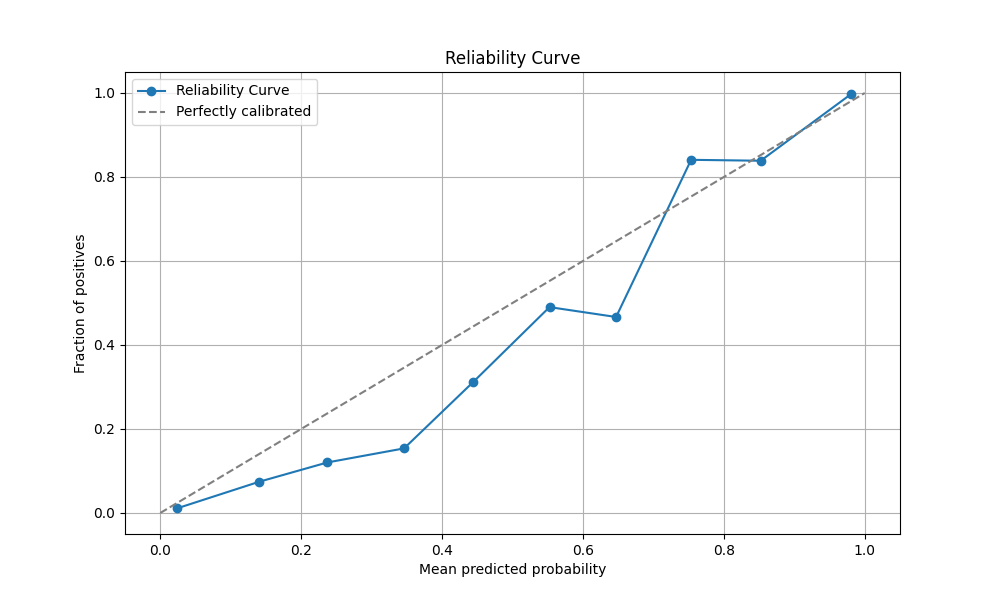 Reliability Curve
Reliability Curve
Perfectly calibrated
1.0
0.8
0.6
0.4
0.2
0.0
Fraction of positives
0.0 0.2 0.4 0.6 0.8 1.0
Mean predicted probability